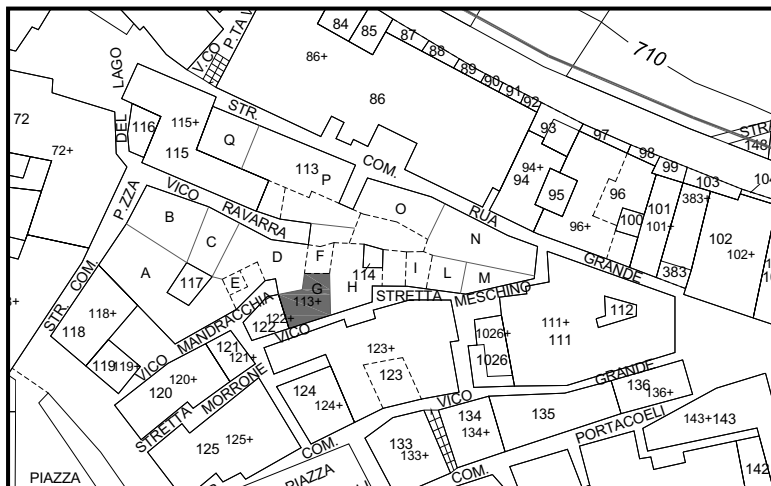 84
85
87
88
89
90
91
92
86+
86
710
V.CO
P.TA V
LAGO
DEL
P.ZZA
STR. COM.
72
72+
116
115+
115
STR.
COM.
RUA
GRANDE
Q
113
P
O
N
93
94+
94
95
96
96+
97
98
99
100
101
101+
103
383+
383
102
102+
STR
148
104
VICO
RAVARRA
B
C
A
D
E
F
G
113+
H
114
I
L
M
117
118+
118
119
119+
VICO
MANDRACCHIA
122+
122
VICO
STRETTA
MESCHINO
121
121+
120+
120
STRETTA
MORRONE
125
125+
COM.
124
124+
123+
123
1026+
1026
111+
111
112
VICO
GRANDE
136
136+
134
134+
135
PORTACOELI
COM.
133
133+
143+
143
142
PIAZZA
PIAZZA